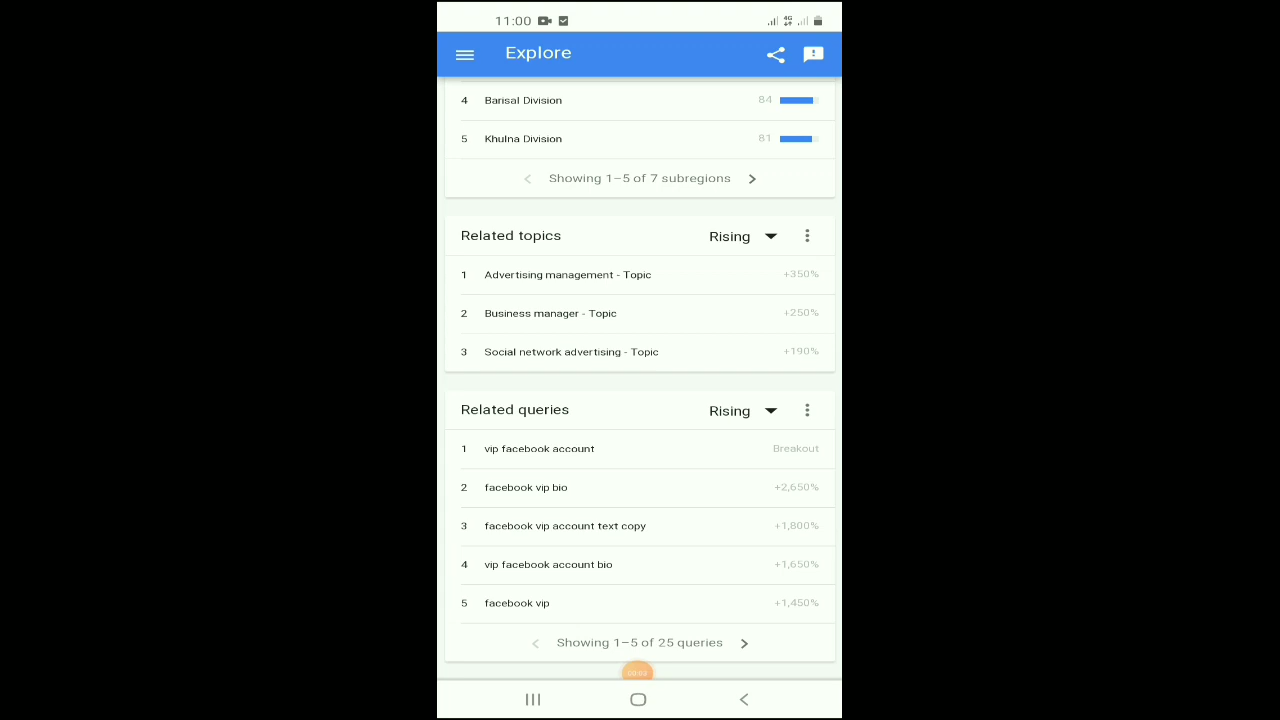 11:00
4G
Explore
4 Barisal Division 84
5 Khulna Division 81
Showing 1–5 of 7 subregions
Related topics Rising
1 Advertising management - Topic +350%
2 Business manager - Topic +250%
3 Social network advertising - Topic +190%
Related queries Rising
1 vip facebook account Breakout
2 facebook vip bio +2,650%
3 facebook vip account text copy +1,800%
4 vip facebook account bio +1,650%
5 facebook vip +1,450%
Showing 1–5 of 25 queries